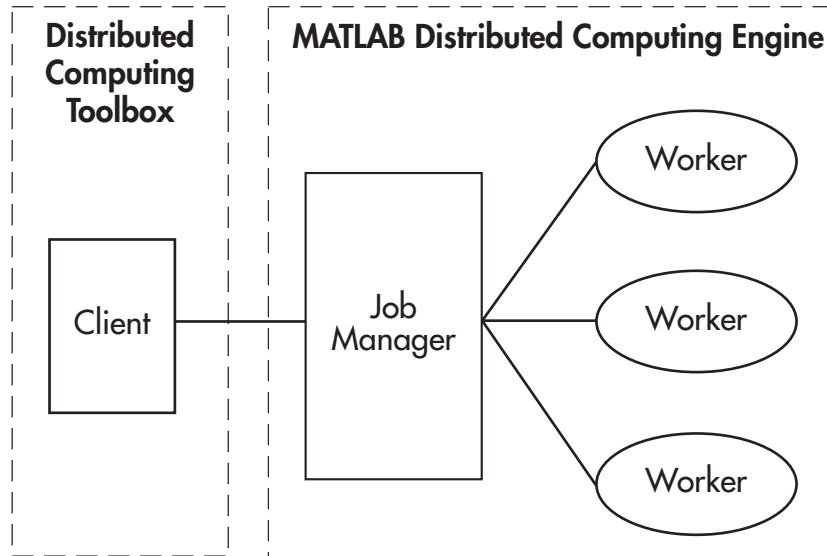 Distributed
Computing
Toolbox
MATLAB Distributed Computing Engine
Client
Job
Manager
Worker
Worker
Worker